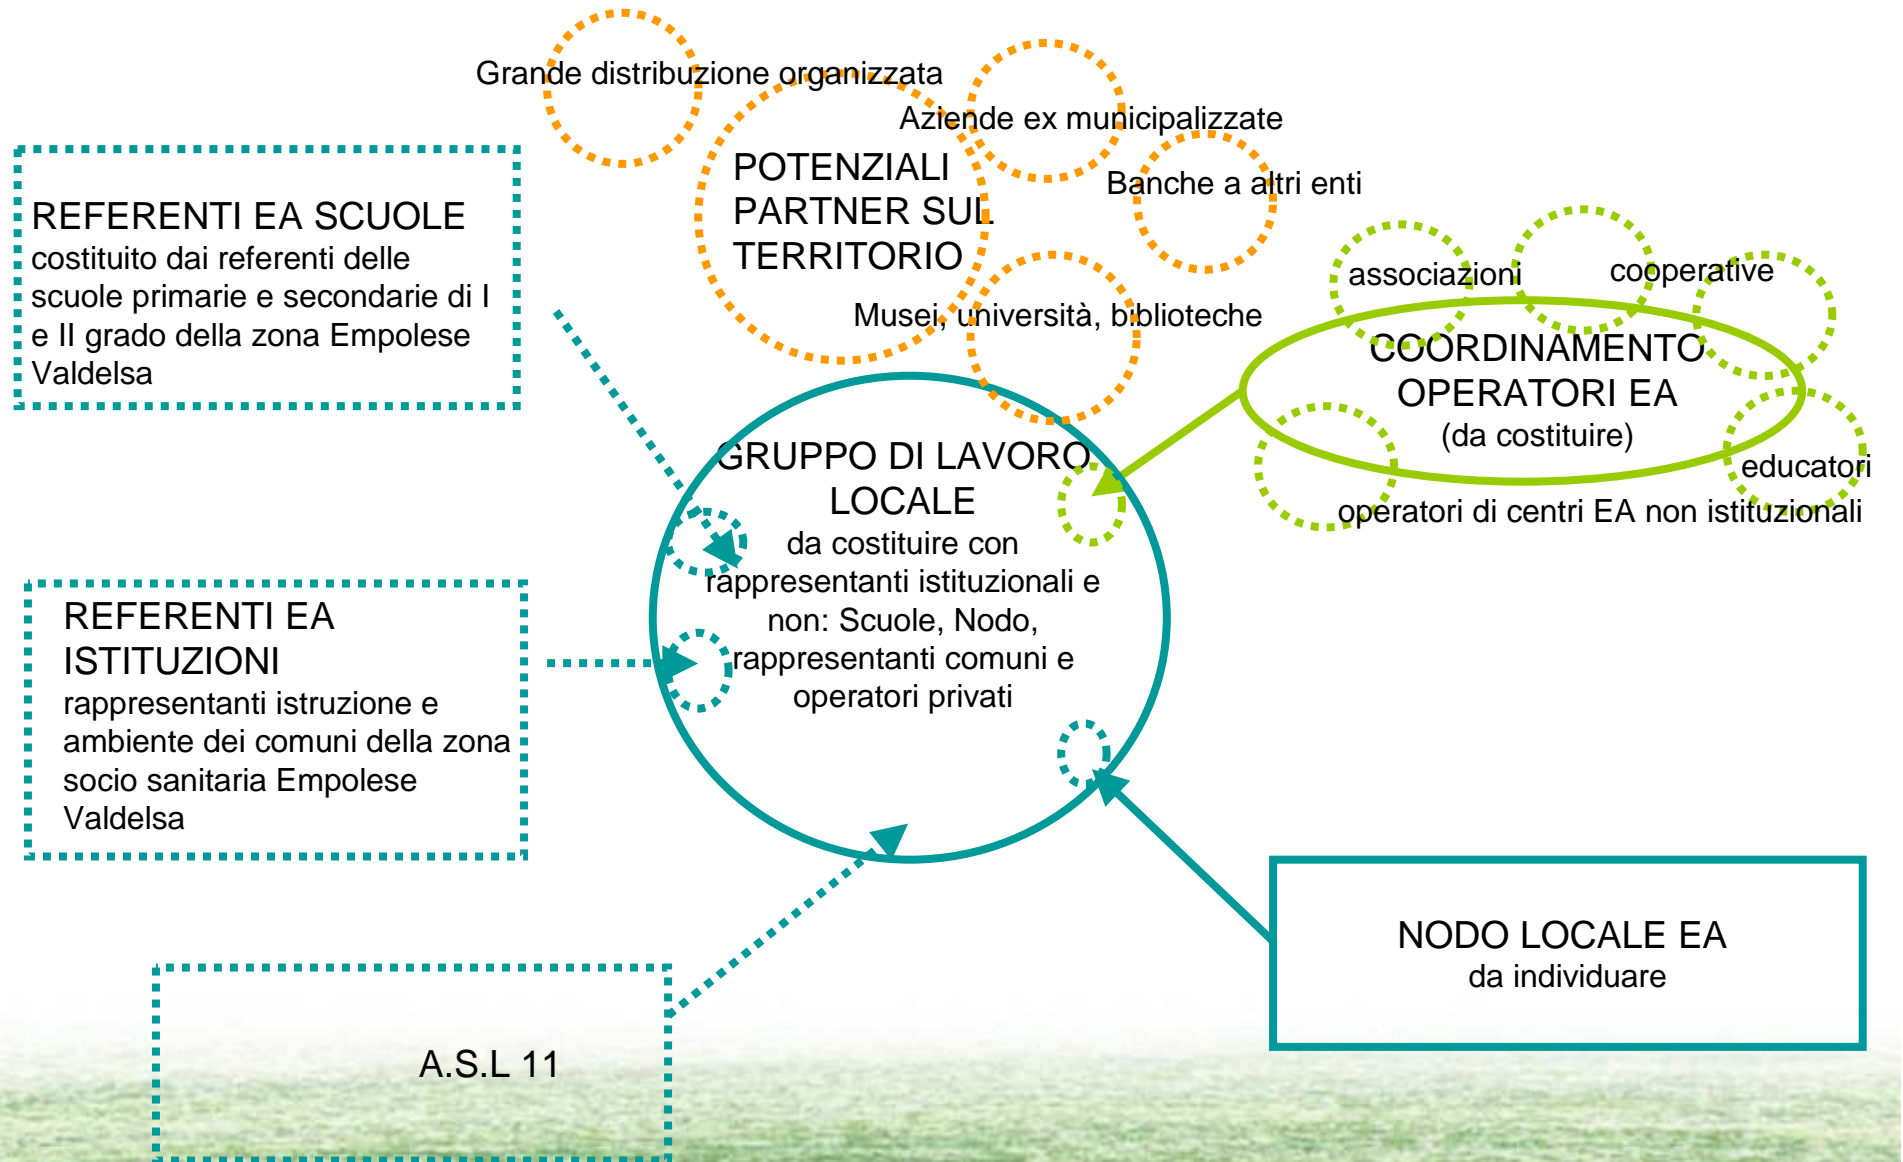 Grande distribuzione organizzata
Aziende ex municipalizzate
POTENZIALI
PARTNER SUL
TERRITORIO
Banche a altri enti
Musei, università, biblioteche
REFERENTI EA SCUOLE
costituito dai referenti delle
scuole primarie e secondarie di I
e II grado della zona Empolese
Valdelsa
associazioni
cooperative
COORDINAMENTO
OPERATORI EA
(da costituire)
educatori
operatori di centri EA non istituzionali
GRUPPO DI LAVORO
LOCALE
da costituire con
rappresentanti istituzionali e
non: Scuole, Nodo,
rappresentanti comuni e
operatori privati
REFERENTI EA
ISTITUZIONI
rappresentanti istruzione e
ambiente dei comuni della zona
socio sanitaria Empolese
Valdelsa
NODO LOCALE EA
da individuare
A.S.L 11